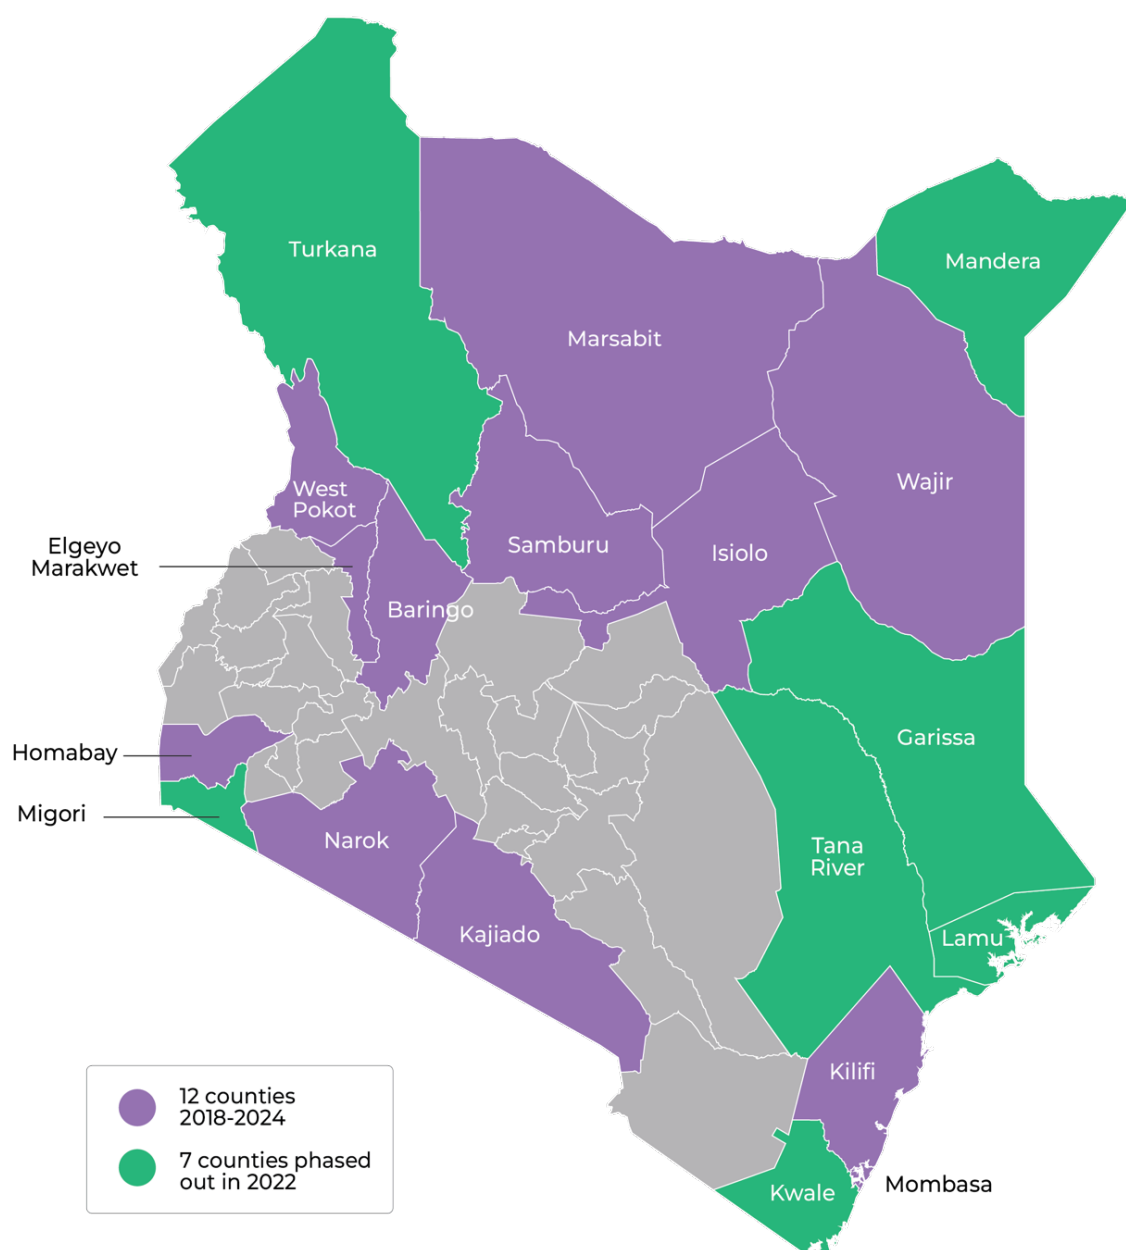 Turkana
Mandera
Marsabit
Wajir
West
Pokot
Samburu
Isiolo
Elgeyo
Marakwet
Baringo
Garissa
Homabay
Migori
Narok
Tana
River
Kajiado
Lamu
Kilifi
12 counties
2018-2024
7 counties phased
out in 2022
Kwale
Mombasa